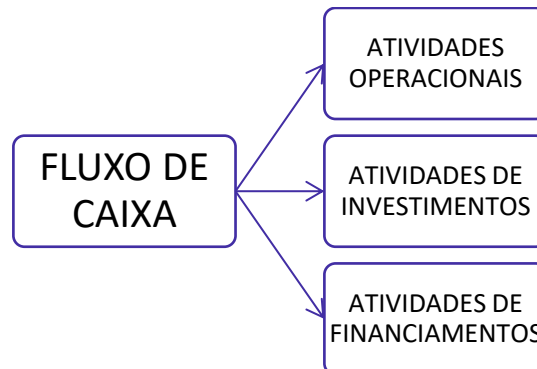 FLUXO DE
CAIXA
ATIVIDADES
OPERACIONAIS
ATIVIDADES DE
INVESTIMENTOS
ATIVIDADES DE
FINANCIAMENTOS